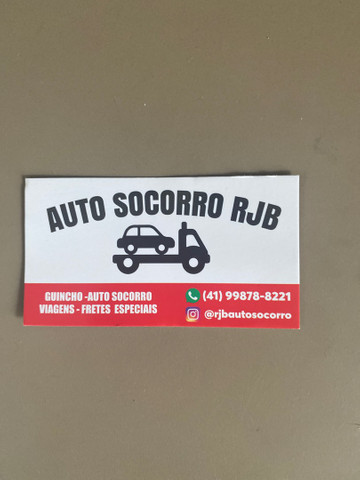 AUTO SOCORRO RJB
GUINCHO -AUTO SOCORRO
VIAGENS - FRETES ESPECIAIS
(41) 99878-8221
@rjbautosocorro